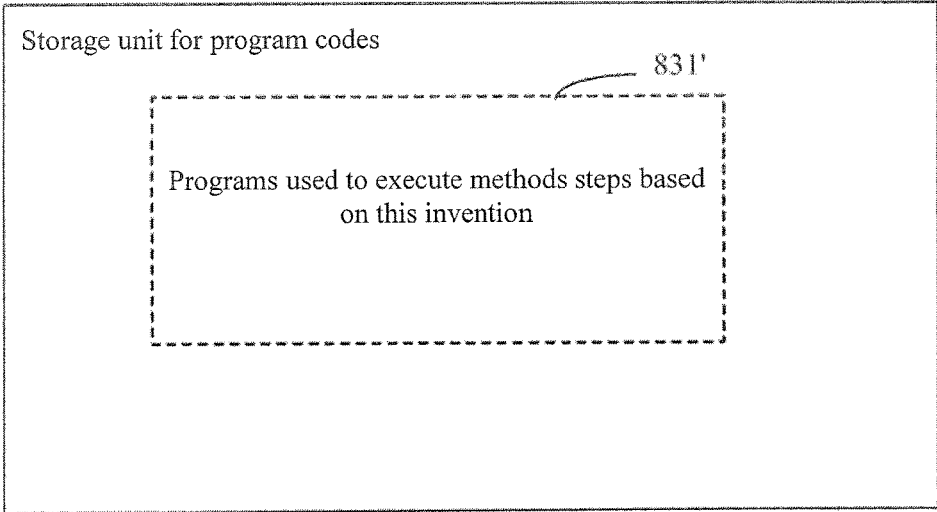 Storage unit for program codes
831'
Programs used to execute methods steps based
on this invention